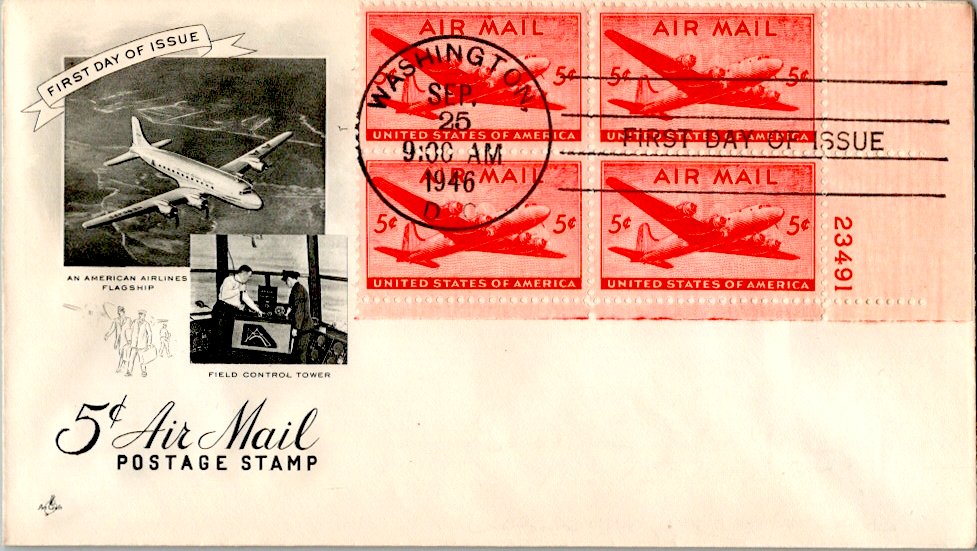 FIRST DAY OF ISSUE
AN AMERICAN AIRLINES
FLAGSHIP
FIELD CONTROL TOWER
5¢ Air Mail
POSTAGE STAMP
Art Craft
AIR MAIL
5¢ 5¢
UNITED STATES OF AMERICA
AIR MAIL
5¢ 5¢
UNITED STATES OF AMERICA
AIR MAIL
5¢ 5¢
UNITED STATES OF AMERICA
AIR MAIL
5¢ 5¢
UNITED STATES OF AMERICA
WASHINGTON,
SEP.
25
9:00 AM
1946
D. C.
FIRST DAY OF ISSUE
23491